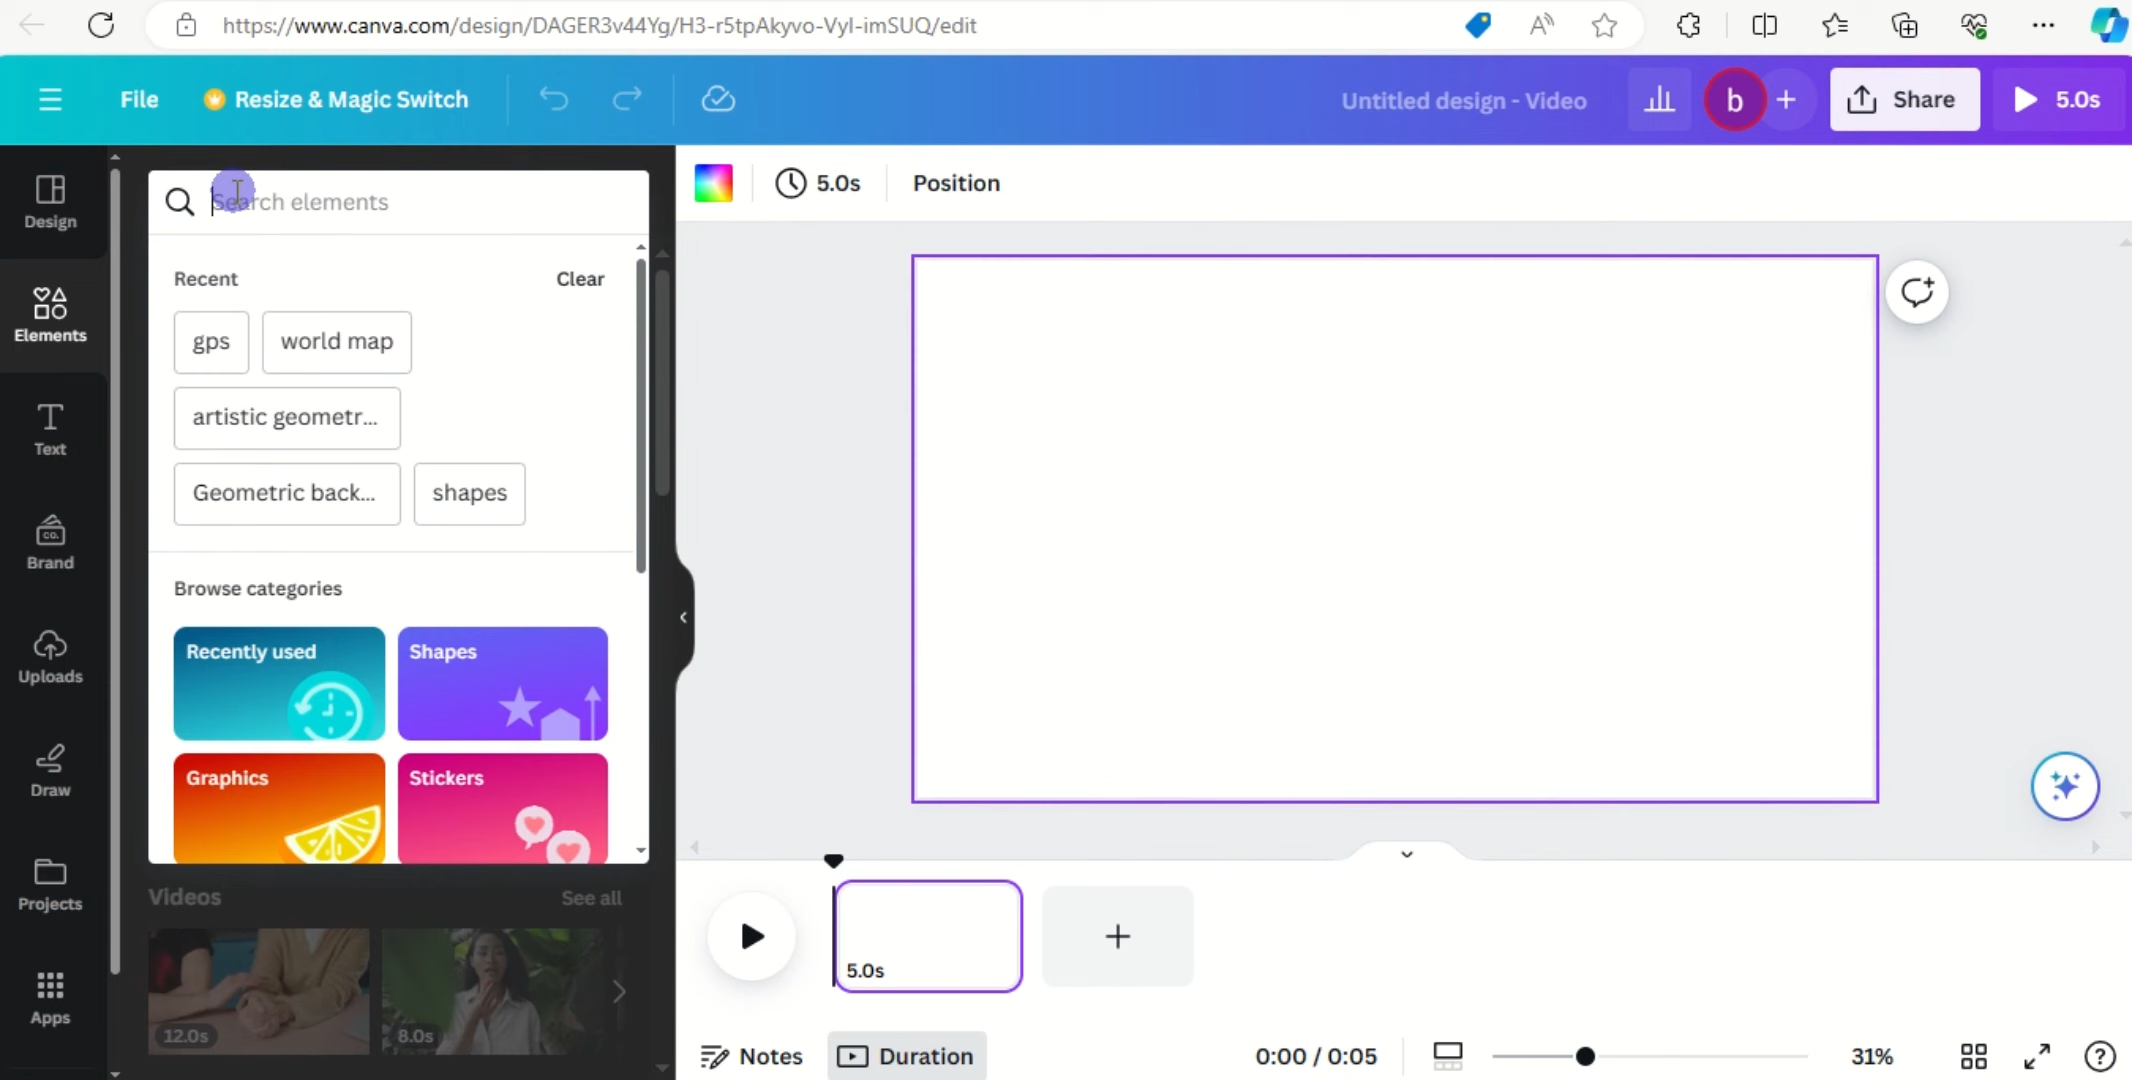 https://www.canva.com/design/DAGER3v44Yg/H3-r5tpAkyvo-VyI-imSUQ/edit
File
Resize & Magic Switch
Untitled design - Video
b
+
Share
5.0s
Design
Elements
Text
CO.
Brand
Uploads
Draw
Projects
Apps
Search elements
Recent
Clear
gps
world map
artistic geometr...
Geometric back...
shapes
Browse categories
Recently used
Shapes
Graphics
Stickers
Videos
See all
12.0s
8.0s
5.0s
Position
5.0s
+
Notes
Duration
0:00 / 0:05
31%
?